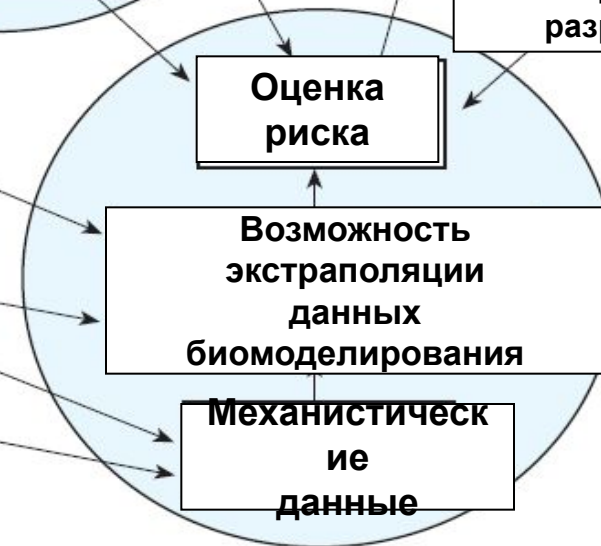 Оценка
риска
Возможность
экстраполяции
данных
биомоделирования
Механистическ
ие
данные